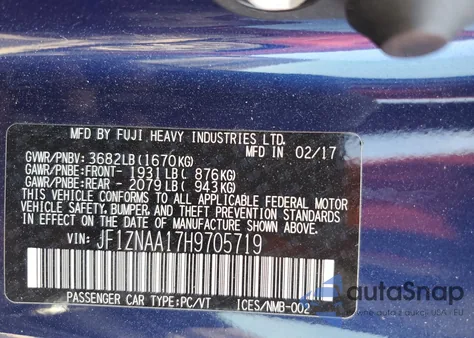 MFD BY FUJI HEAVY INDUSTRIES LTD.
MFD IN 02/17
GVWR/PNBV: 3682LB(1670KG)
GAWR/PNBE:FRONT- 1931LB( 876KG)
GAWR/PNBE:REAR - 2079LB( 943KG)
THIS VEHICLE CONFORMS TO ALL APPLICABLE FEDERAL MOTOR
VEHICLE SAFETY, BUMPER, AND THEFT PREVENTION STANDARDS
IN EFFECT ON THE DATE OF MANUFACTURE SHOWN ABOVE.
VIN: JF1ZNAA17H9705719
PASSENGER CAR TYPE:PC/VT ICES/NMB-002
autoSnap